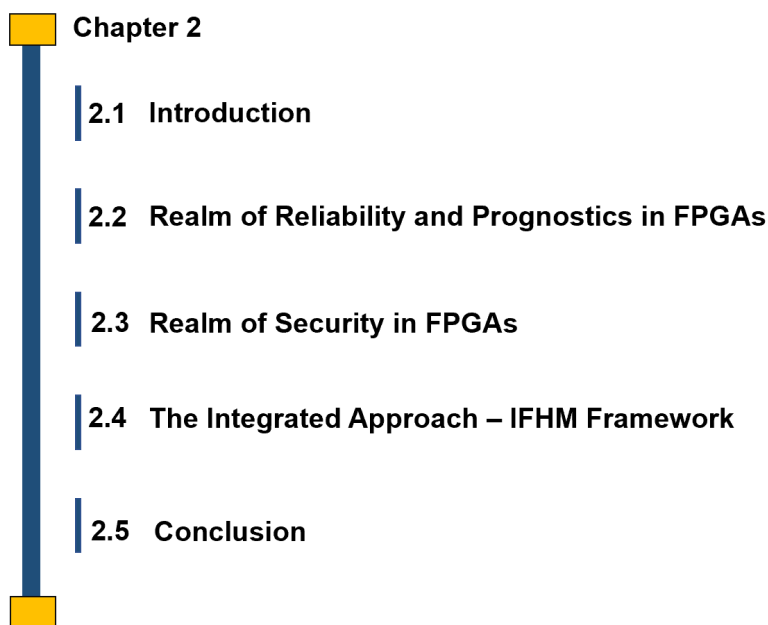 Chapter 2
2.1 Introduction
2.2 Realm of Reliability and Prognostics in FPGAs
2.3 Realm of Security in FPGAs
2.4 The Integrated Approach – IFHM Framework
2.5 Conclusion